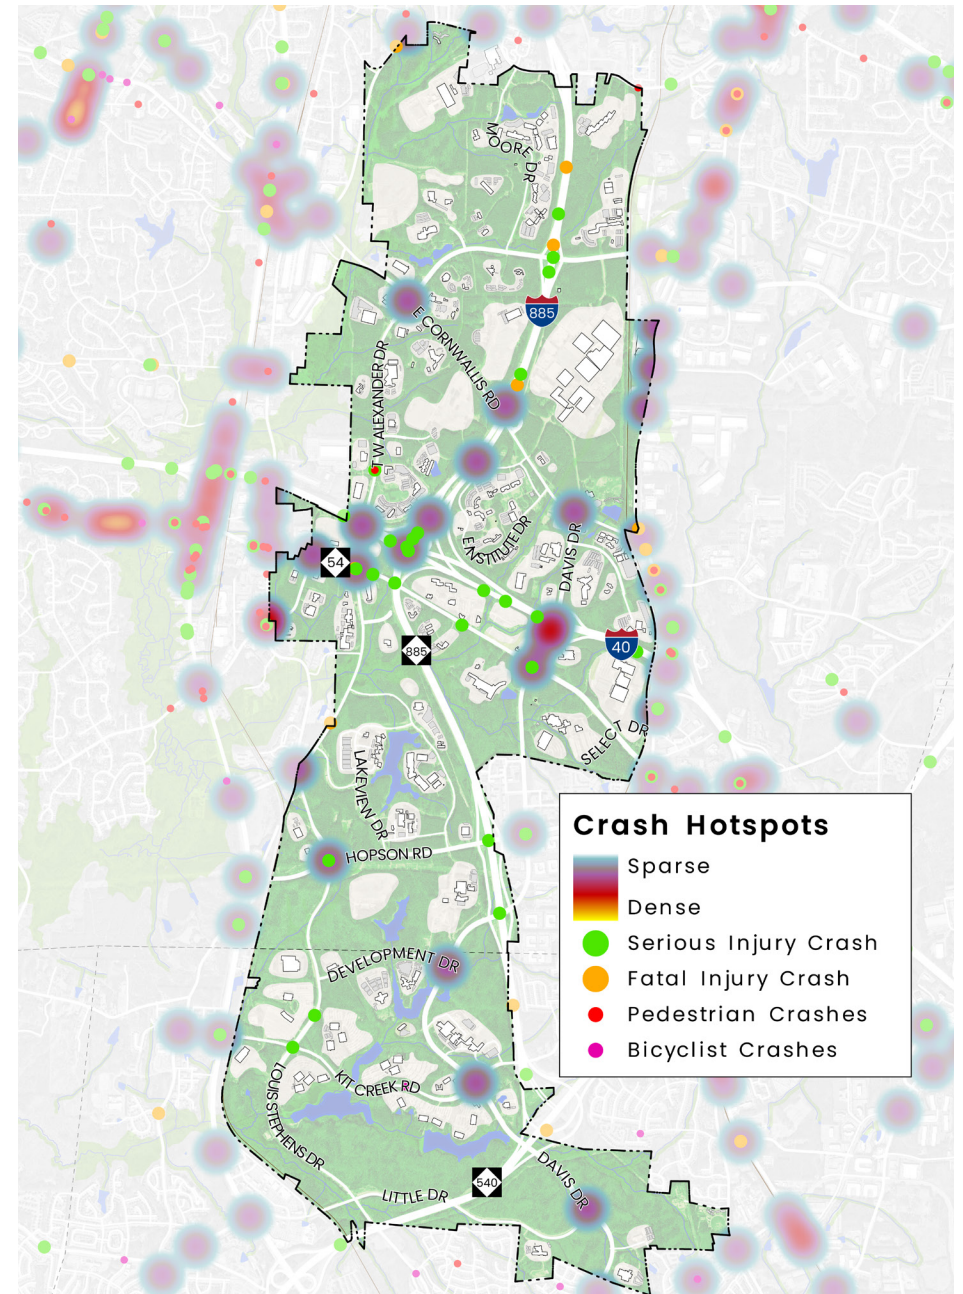 MOORE DR
885
E CORNWALLIS RD
T W ALEXANDER DR
E INSTITUTE DR
DAVIS DR
54
885
40
SELECT DR
LAKEVIEW DR
HOPSON RD
DEVELOPMENT DR
KIT CREEK RD
LOUIS STEPHENS DR
DAVIS DR
540
LITTLE DR
Crash Hotspots
Sparse
Dense
Serious Injury Crash
Fatal Injury Crash
Pedestrian Crashes
Bicyclist Crashes